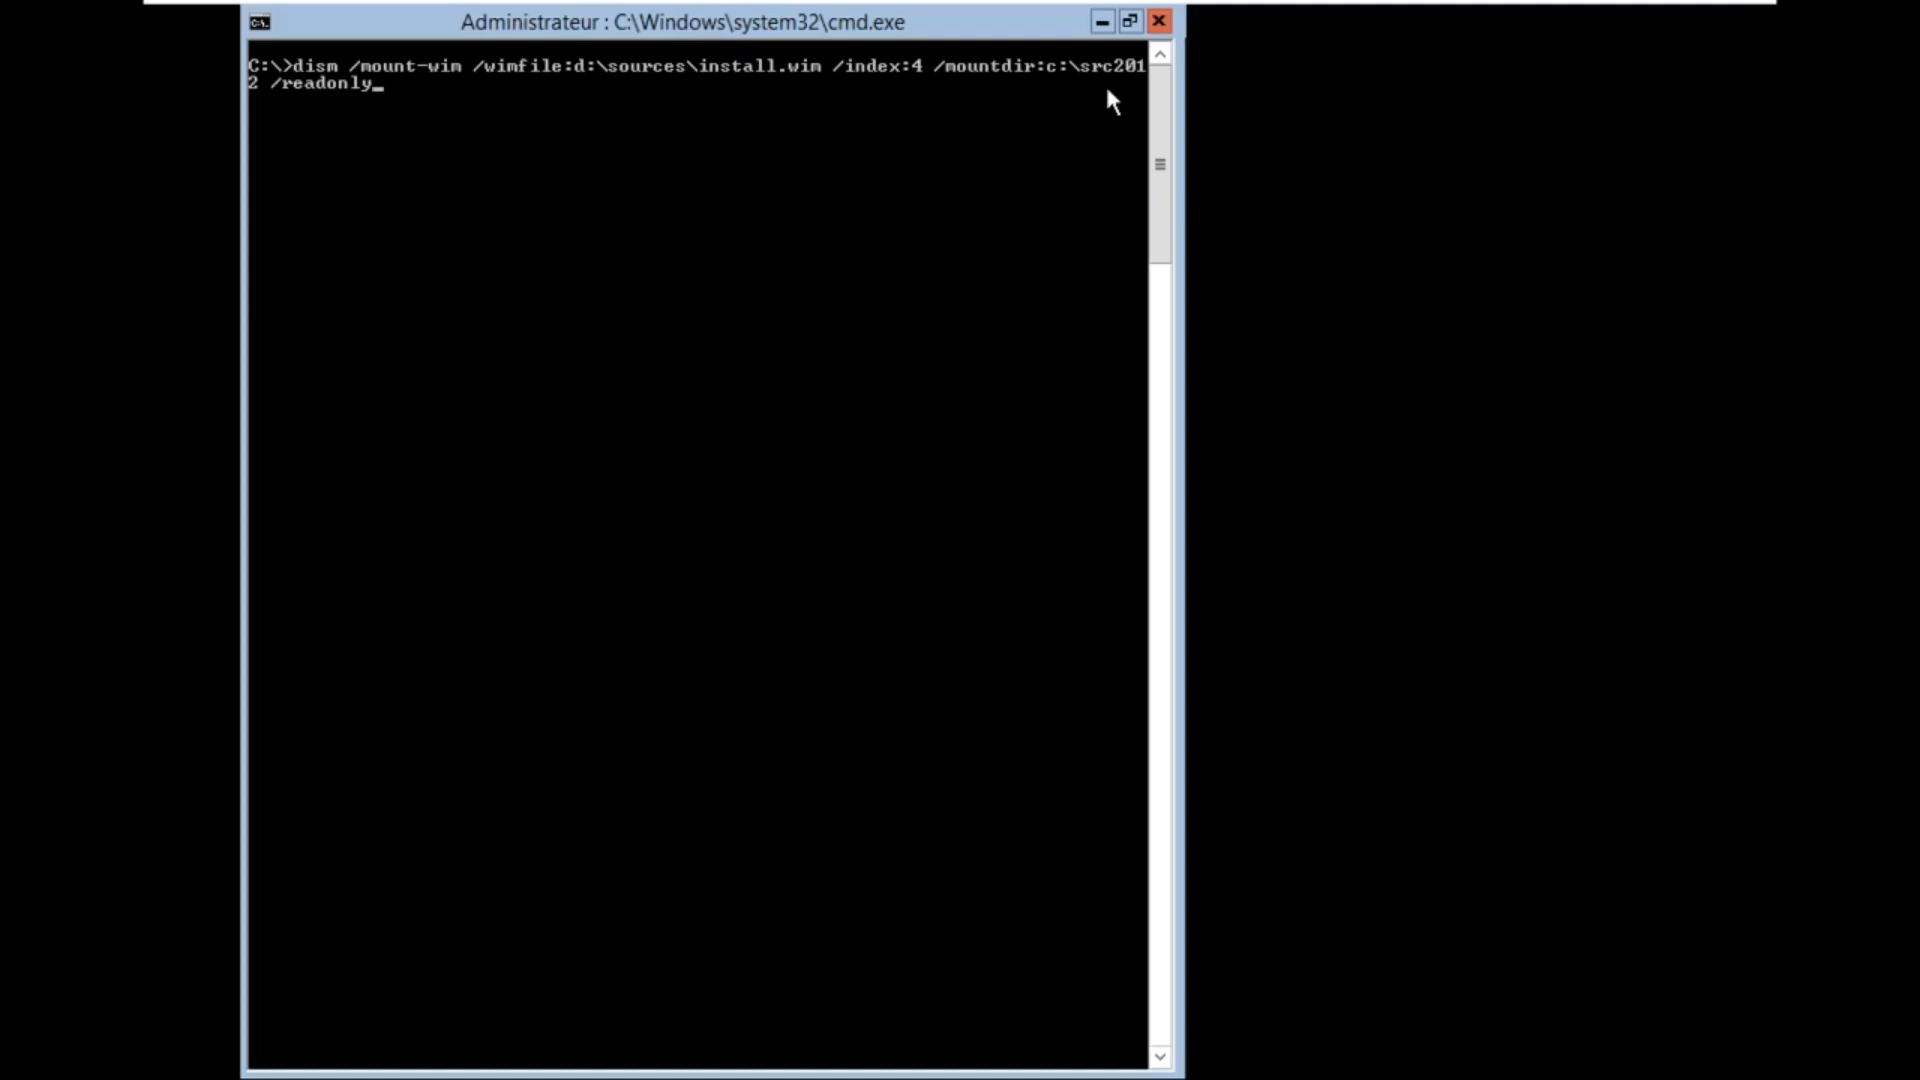 Administrateur : C:\Windows\system32\cmd.exe
C:\>dism /mount-wim /wimfile:d:\sources\install.wim /index:4 /mountdir:c:\src201
2 /readonly_